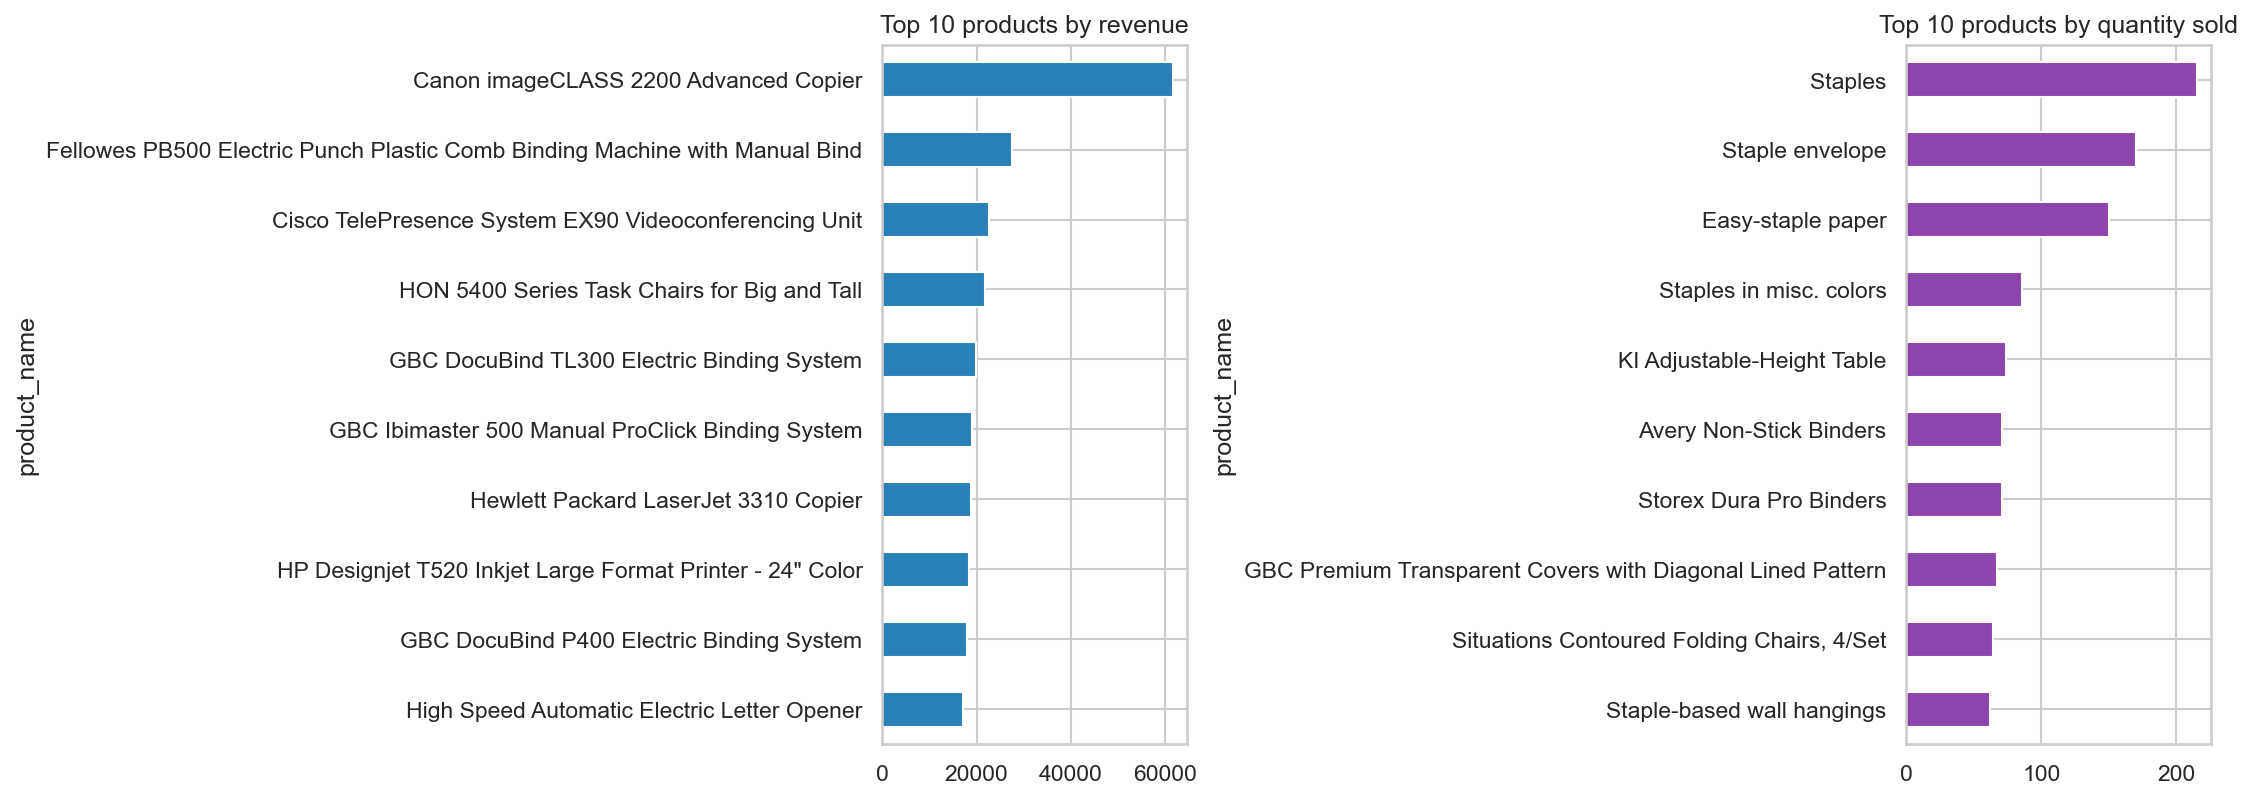 Top 10 products by revenue
product_name
Canon imageCLASS 2200 Advanced Copier
Fellowes PB500 Electric Punch Plastic Comb Binding Machine with Manual Bind
Cisco TelePresence System EX90 Videoconferencing Unit
HON 5400 Series Task Chairs for Big and Tall
GBC DocuBind TL300 Electric Binding System
GBC Ibimaster 500 Manual ProClick Binding System
Hewlett Packard LaserJet 3310 Copier
HP Designjet T520 Inkjet Large Format Printer - 24" Color
GBC DocuBind P400 Electric Binding System
High Speed Automatic Electric Letter Opener
0 20000 40000 60000
Top 10 products by quantity sold
product_name
Staples
Staple envelope
Easy-staple paper
Staples in misc. colors
KI Adjustable-Height Table
Avery Non-Stick Binders
Storex Dura Pro Binders
GBC Premium Transparent Covers with Diagonal Lined Pattern
Situations Contoured Folding Chairs, 4/Set
Staple-based wall hangings
0 100 200